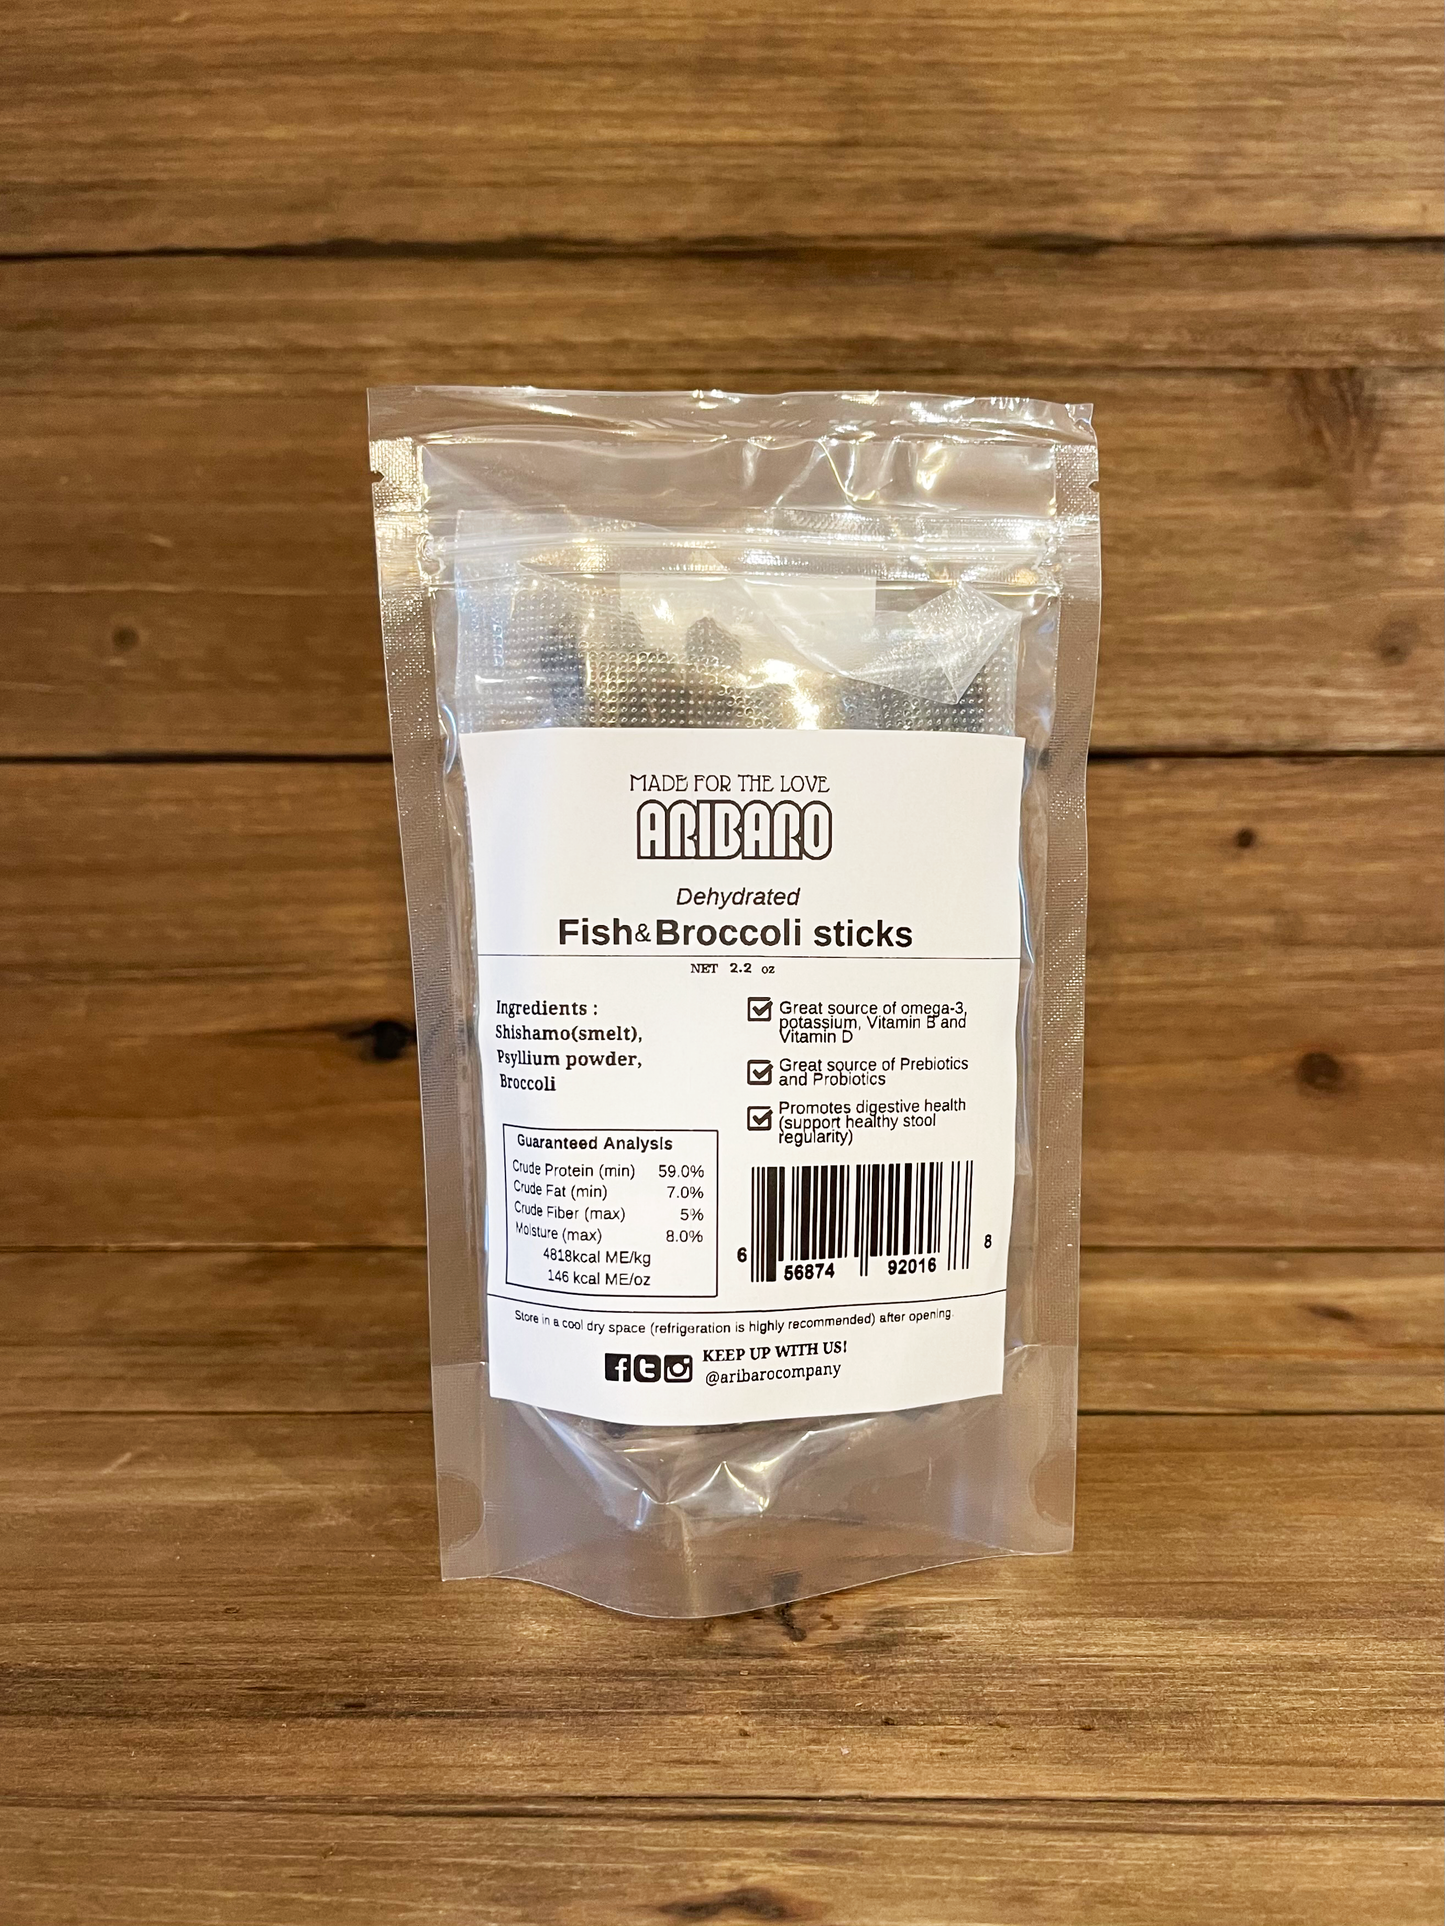 MADE FOR THE LOVE
ARIBARO
Dehydrated
Fish&Broccoli sticks
NET 2.2 oz
Ingredients :
Shishamo(smelt),
Psyllium powder,
Broccoli
Great source of omega-3,
potassium, Vitamin B and
Vitamin D
Great source of Prebiotics
and Probiotics
Promotes digestive health
(support healthy stool
regularity)
Guaranteed Analysis
Crude Protein (min) 59.0%
Crude Fat (min) 7.0%
Crude Fiber (max) 5%
Moisture (max) 8.0%
4818kcal ME/kg
146 kcal ME/oz
6 56874 92016 8
Store in a cool dry space (refrigeration is highly recommended) after opening.
KEEP UP WITH US!
@aribarocompany